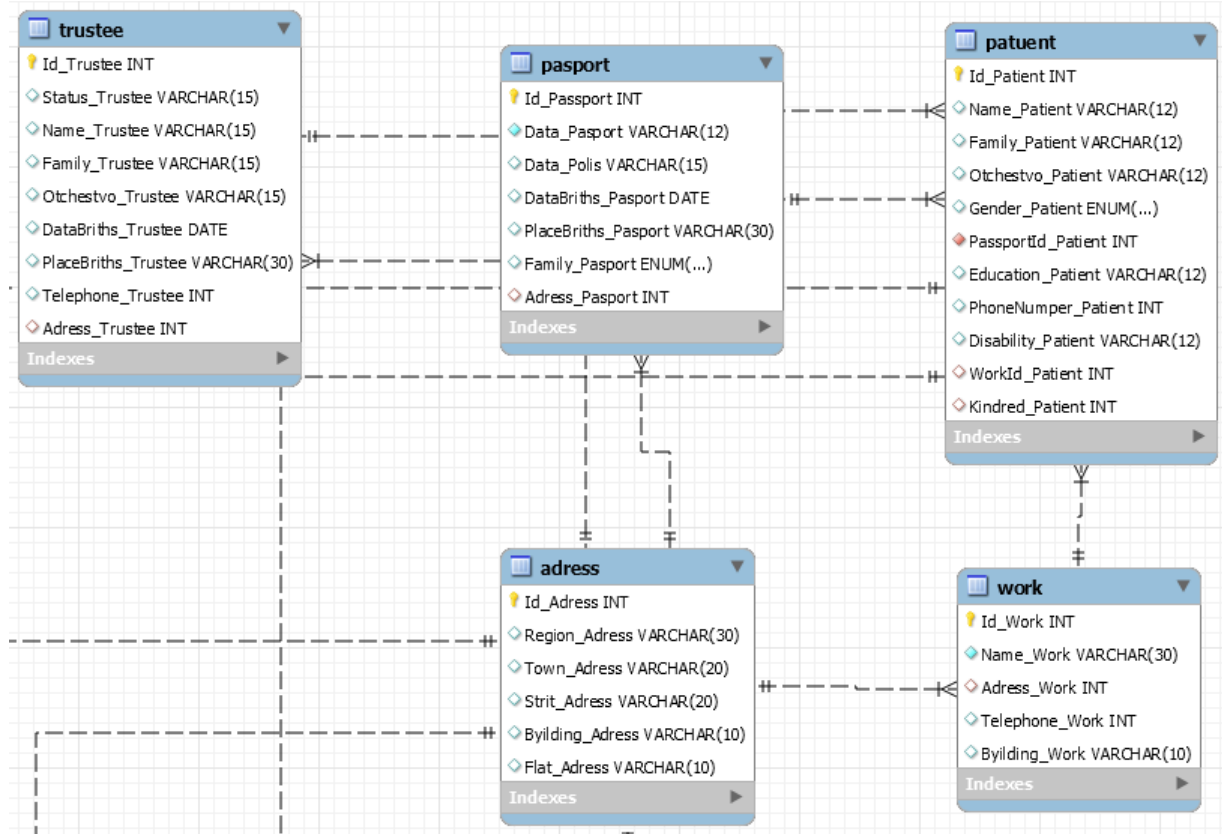 trustee
Id_Trustee INT
Status_Trustee VARCHAR(15)
Name_Trustee VARCHAR(15)
Family_Trustee VARCHAR(15)
Otchestvo_Trustee VARCHAR(15)
DataBriths_Trustee DATE
PlaceBriths_Trustee VARCHAR(30)
Telephone_Trustee INT
Adress_Trustee INT
Indexes
pasport
Id_Passport INT
Data_Pasport VARCHAR(12)
Data_Polis VARCHAR(15)
DataBriths_Pasport DATE
PlaceBriths_Pasport VARCHAR(30)
Family_Pasport ENUM(...)
Adress_Pasport INT
Indexes
patuent
Id_Patient INT
Name_Patient VARCHAR(12)
Family_Patient VARCHAR(12)
Otchestvo_Patient VARCHAR(12)
Gender_Patient ENUM(...)
PassportId_Patient INT
Education_Patient VARCHAR(12)
PhoneNumper_Patient INT
Disability_Patient VARCHAR(12)
WorkId_Patient INT
Kindred_Patient INT
Indexes
adress
Id_Adress INT
Region_Adress VARCHAR(30)
Town_Adress VARCHAR(20)
Strit_Adress VARCHAR(20)
Byilding_Adress VARCHAR(10)
Flat_Adress VARCHAR(10)
Indexes
work
Id_Work INT
Name_Work VARCHAR(30)
Adress_Work INT
Telephone_Work INT
Byilding_Work VARCHAR(10)
Indexes